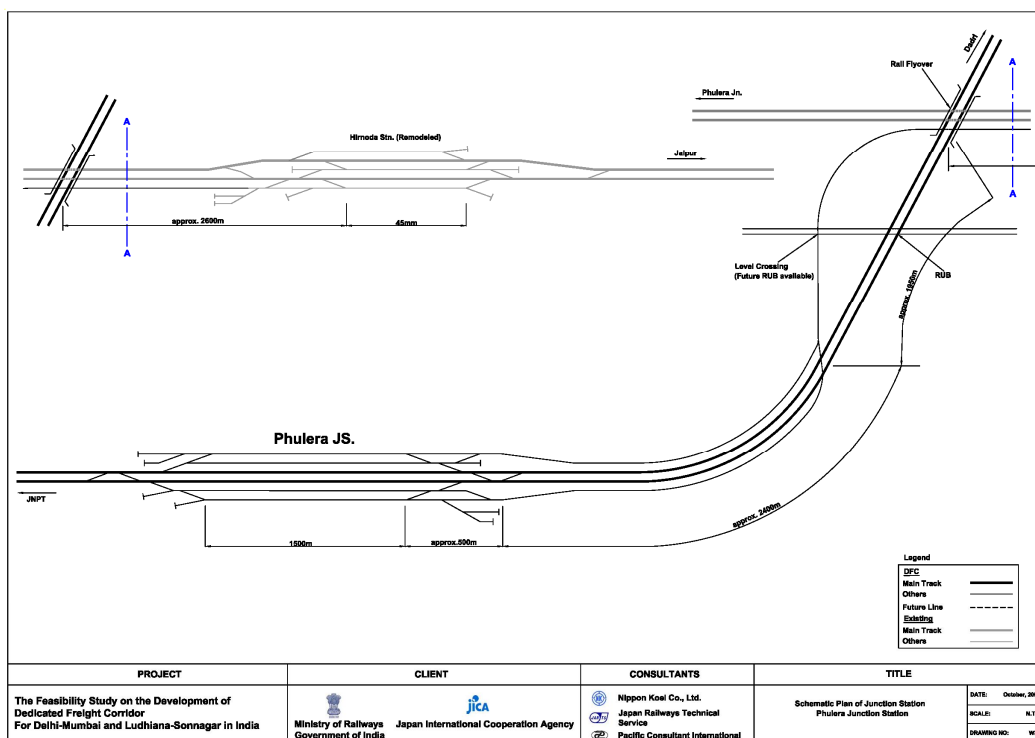 Dadri
Rail Flyover
A
A
Phulera Jn.
Hirnoda Stn. (Remodeled)
Jaipur
approx. 2600m
45mm
A
A
Level Crossing
(Future RUB available)
RUB
approx. 1950m
Phulera JS.
JNPT
1500m
approx.500m
approx. 2400m
Legend
DFC
Main Track
Others
Future Line
Existing
Main Track
Others
PROJECT
CLIENT
CONSULTANTS
TITLE
The Feasibility Study on the Development of
Dedicated Freight Corridor
For Delhi-Mumbai and Ludhiana-Sonnagar in India
Ministry of Railways
Government of India
jICA
Japan International Cooperation Agency
Nippon Koei Co., Ltd.
JARTS
Japan Railways Technical
Service
Pacific Consultant International
Schematic Plan of Junction Station
Phulera Junction Station
DATE: October,
SCALE:
DRAWING NO: